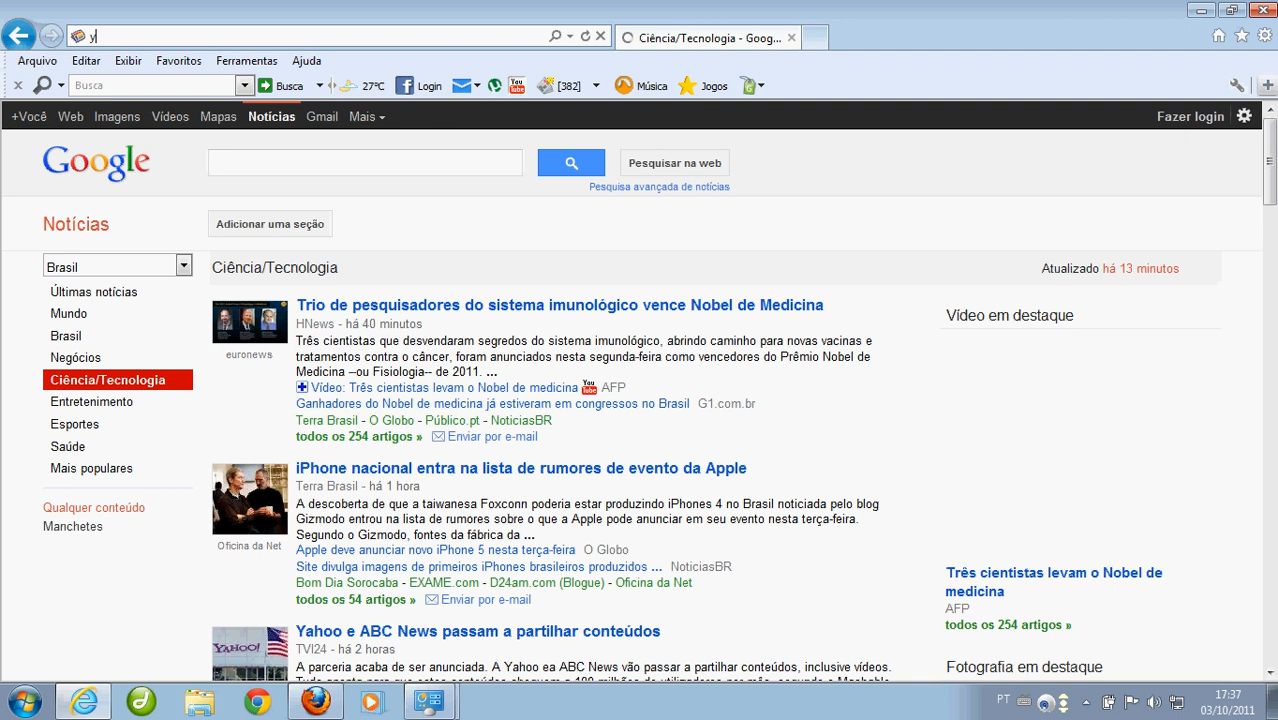 y
Ciência/Tecnologia - Goog...
Arquivo Editar Exibir Favoritos Ferramentas Ajuda
Busca Busca 27°C Login You Tube [382] Música Jogos
+Você Web Imagens Vídeos Mapas Notícias Gmail Mais Fazer login
Google Pesquisar na web
Pesquisa avançada de notícias
Notícias Adicionar uma seção
Brasil
Últimas notícias
Mundo
Brasil
Negócios
Ciência/Tecnologia
Entretenimento
Esportes
Saúde
Mais populares
Qualquer conteúdo
Manchetes
Ciência/Tecnologia Atualizado há 13 minutos
Trio de pesquisadores do sistema imunológico vence Nobel de Medicina
HNews - há 40 minutos
Três cientistas que desvendaram segredos do sistema imunológico, abrindo caminho para novas vacinas e
tratamentos contra o câncer, foram anunciados nesta segunda-feira como vencedores do Prêmio Nobel de
Medicina --ou Fisiologia-- de 2011. ...
Vídeo: Três cientistas levam o Nobel de medicina You Tube AFP
Ganhadores do Nobel de medicina já estiveram em congressos no Brasil G1.com.br
Terra Brasil - O Globo - Público.pt - NoticiasBR
todos os 254 artigos » Enviar por e-mail
euronews
iPhone nacional entra na lista de rumores de evento da Apple
Terra Brasil - há 1 hora
A descoberta de que a taiwanesa Foxconn poderia estar produzindo iPhones 4 no Brasil noticiada pelo blog
Gizmodo entrou na lista de rumores sobre o que a Apple pode anunciar em seu evento nesta terça-feira.
Segundo o Gizmodo, fontes da fábrica da ...
Apple deve anunciar novo iPhone 5 nesta terça-feira O Globo
Site divulga imagens de primeiros iPhones brasileiros produzidos ... NoticiasBR
Bom Dia Sorocaba - EXAME.com - D24am.com (Blogue) - Oficina da Net
todos os 54 artigos » Enviar por e-mail
Oficina da Net
Yahoo e ABC News passam a partilhar conteúdos
TVI24 - há 2 horas
A parceria acaba de ser anunciada. A Yahoo ea ABC News vão passar a partilhar conteúdos, inclusive vídeos.
YAHOO!
Vídeo em destaque
Três cientistas levam o Nobel de
medicina
AFP
todos os 254 artigos »
Fotografia em destaque
PT 17:37
03/10/2011